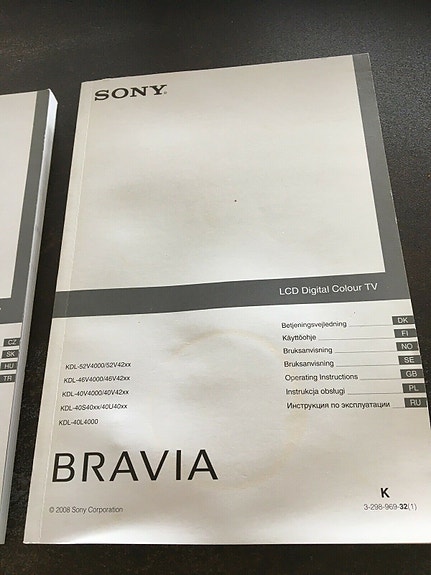 SONY®
LCD Digital Colour TV
Betjeningsvejledning DK
Käyttöohje FI
Bruksanvisning NO
Bruksanvisning SE
Operating Instructions GB
Instrukcja obsługi PL
Инструкция по эксплуатации RU
KDL-52V4000/52V42xx
KDL-46V4000/46V42xx
KDL-40V4000/40V42xx
KDL-40S40xx/40U40xx
KDL-40L4000
BRAVIA
© 2008 Sony Corporation
K
3-298-969-32(1)
CZ
SK
HU
TR